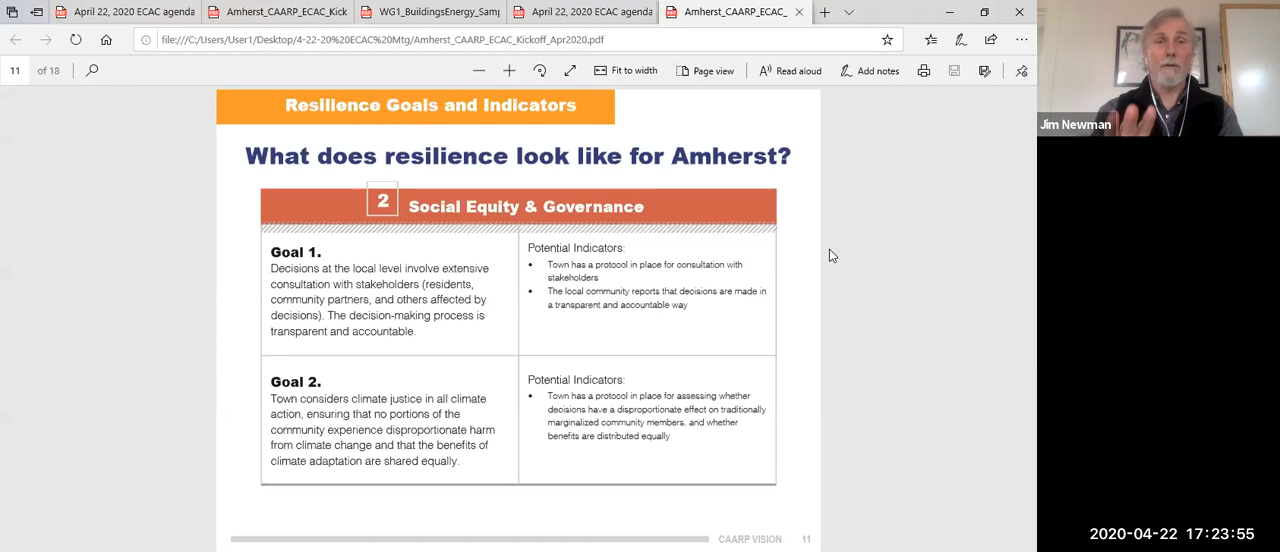 April 22, 2020 ECAC agenda
Amherst_CAARP_ECAC_Kick
WG1_BuildingsEnergy_Sam
April 22, 2020 ECAC agenda
Amherst_CAARP_ECAC_
file:///C:/Users/User1/Desktop/4-22-20%20ECAC%20Mtg/Amherst_CAARP_ECAC_Kickoff_Apr2020.pdf
11 of 18
Fit to width
Page view
Read aloud
Add notes
Jim Newman
Resilience Goals and Indicators
What does resilience look like for Amherst?
2 Social Equity & Governance
Goal 1.
Decisions at the local level involve extensive
consultation with stakeholders (residents,
community partners, and others affected by
decisions). The decision-making process is
transparent and accountable.
Potential Indicators:
• Town has a protocol in place for consultation with
stakeholders
• The local community reports that decisions are made in
a transparent and accountable way
Goal 2.
Town considers climate justice in all climate
action, ensuring that no portions of the
community experience disproportionate harm
from climate change and that the benefits of
climate adaptation are shared equally.
Potential Indicators:
• Town has a protocol in place for assessing whether
decisions have a disproportionate effect on traditionally
marginalized community members, and whether
benefits are distributed equally
CAARP VISION 11
2020-04-22 17:23:55